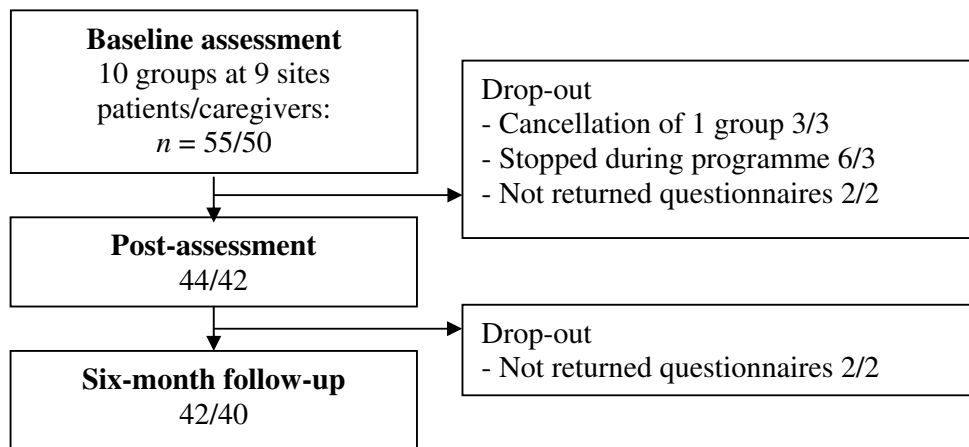 Baseline assessment
10 groups at 9 sites
patients/caregivers:
n = 55/50
Drop-out
- Cancellation of 1 group 3/3
- Stopped during programme 6/3
- Not returned questionnaires 2/2
Post-assessment
44/42
Drop-out
- Not returned questionnaires 2/2
Six-month follow-up
42/40